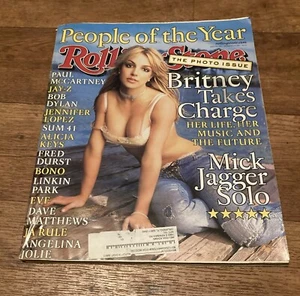 People of the Year
Rolling Stone
THE PHOTO ISSUE
PAUL
McCARTNEY
JAY-Z
BOB
DYLAN
JENNIFER
LOPEZ
SUM 41
ALICIA
KEYS
FRED
DURST
BONO
LINKIN
PARK
EVE
DAVE
MATTHEWS
JA RULE
ANGELINA
JOLIE
Britney
Takes
Charge
HER LIFE, HER
MUSIC AND
THE FUTURE
Mick
Jagger
Solo
★★★★★